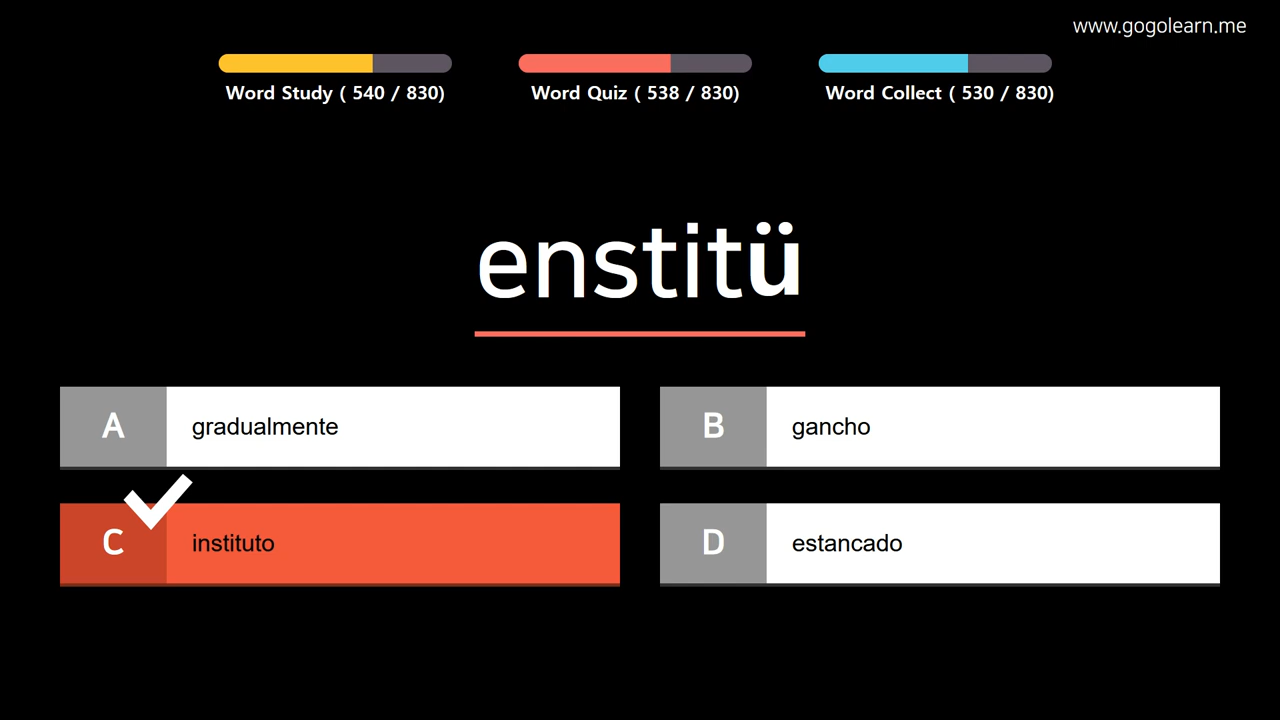 www.gogolearn.me
Word Study ( 540 / 830)
Word Quiz ( 538 / 830)
Word Collect ( 530 / 830)
enstitü
A gradualmente
B gancho
C instituto
D estancado